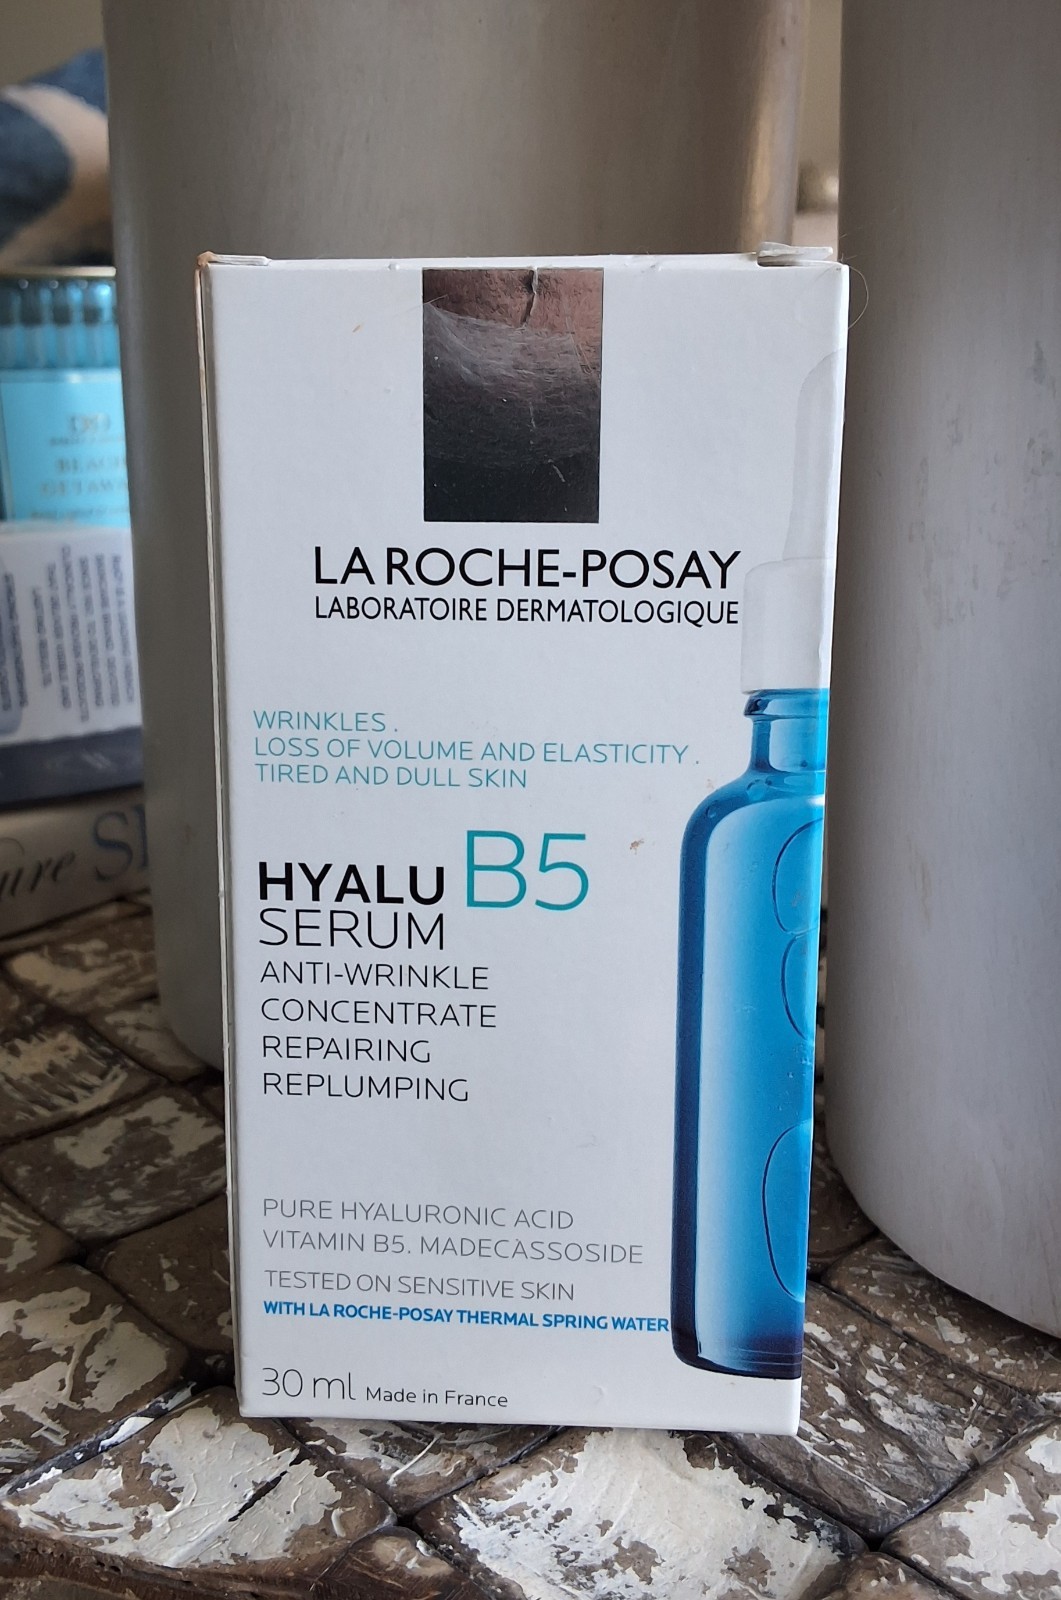 LA ROCHE-POSAY
LABORATOIRE DERMATOLOGIQUE
WRINKLES.
LOSS OF VOLUME AND ELASTICITY.
TIRED AND DULL SKIN
HYALU B5
SERUM
ANTI-WRINKLE
CONCENTRATE
REPAIRING
REPLUMPING
PURE HYALURONIC ACID
VITAMIN B5. MADECASSOSIDE
TESTED ON SENSITIVE SKIN
WITH LA ROCHE-POSAY THERMAL SPRING WATER
30 ml Made in France